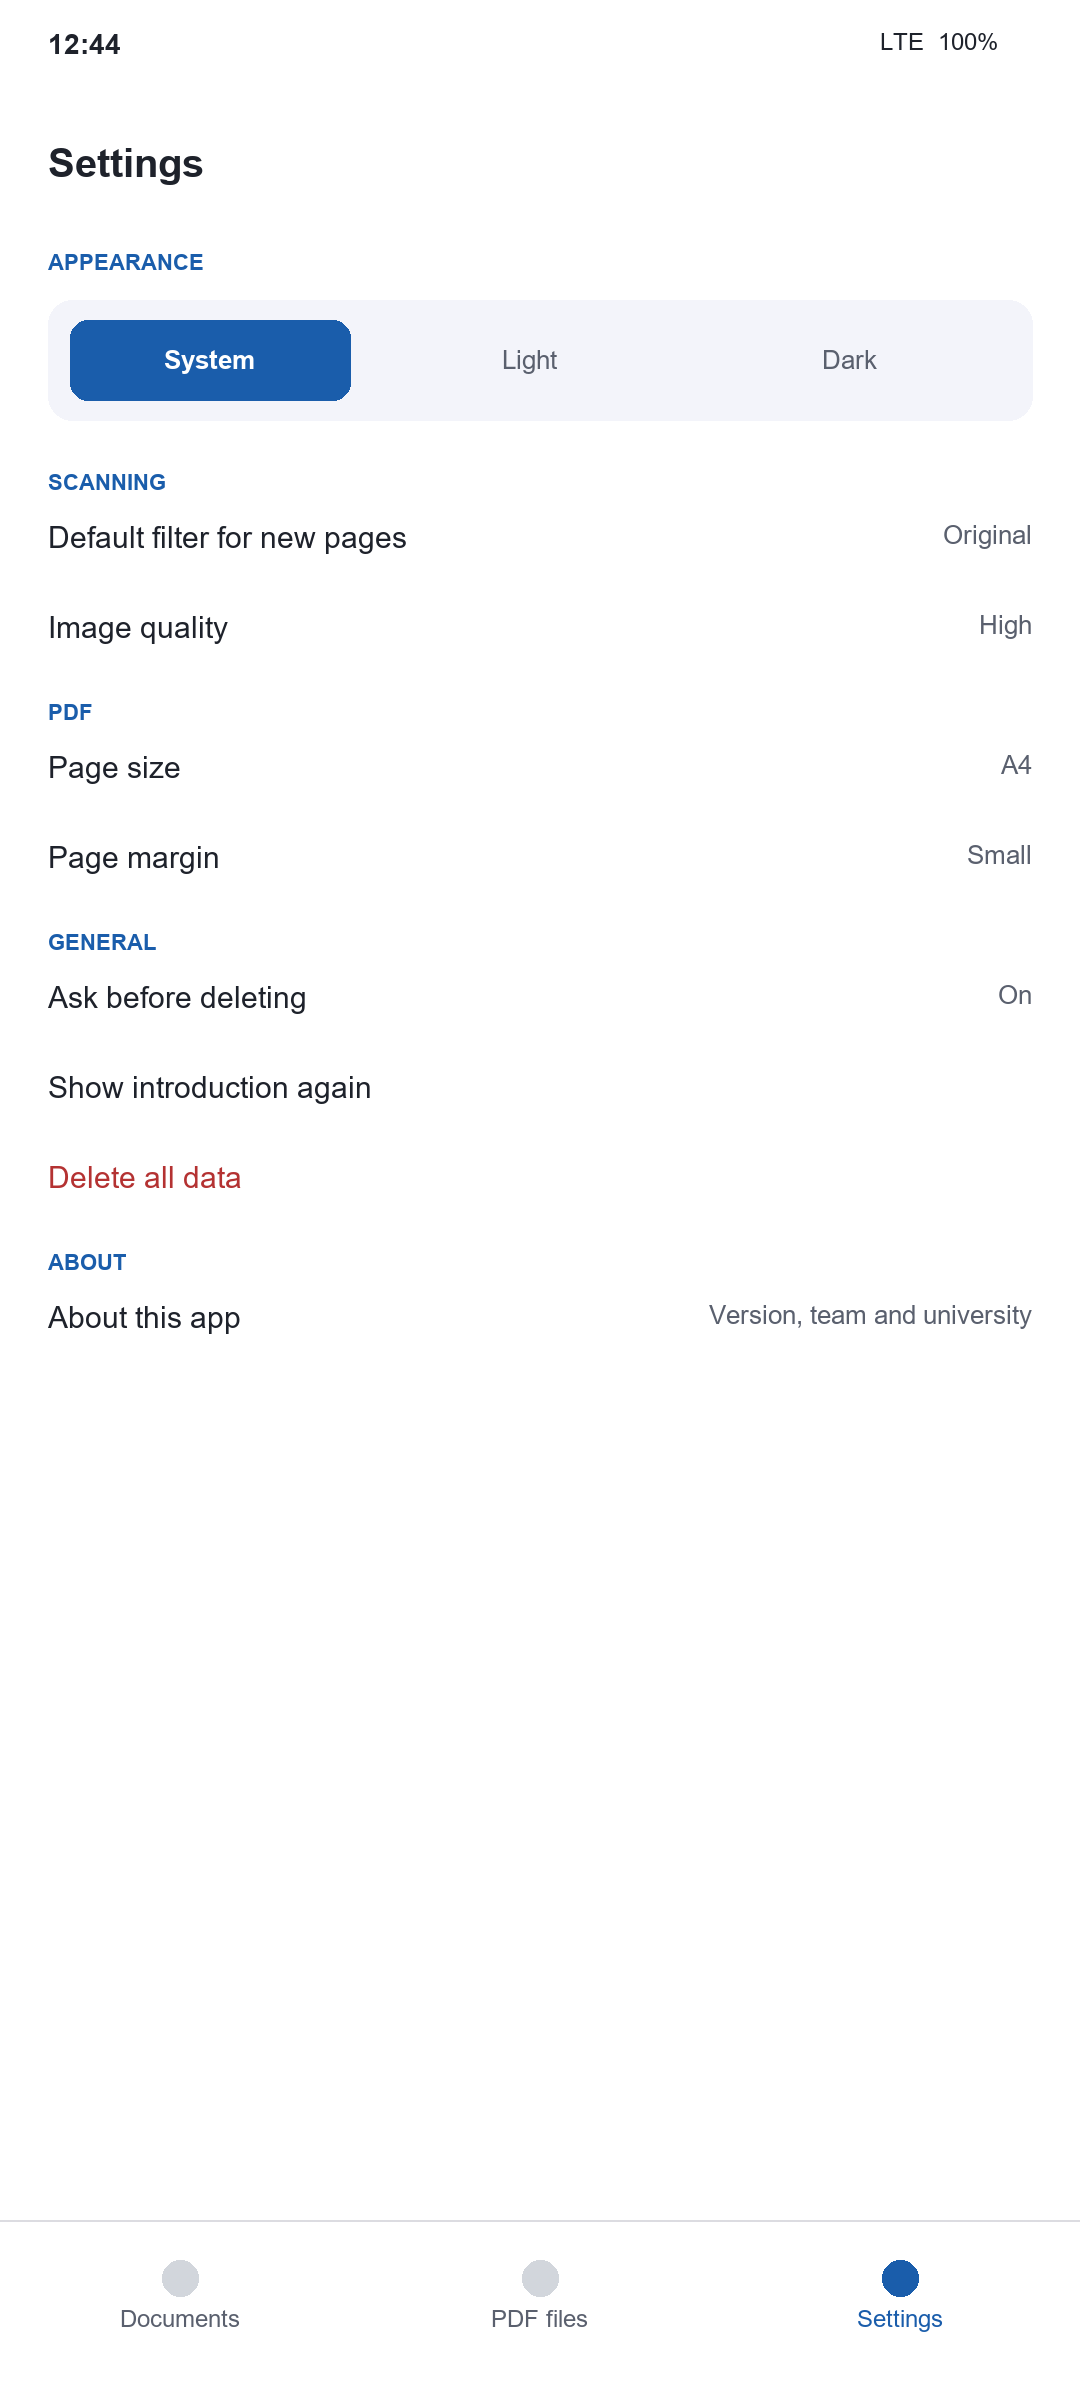 12:44 LTE 100%
Settings
APPEARANCE
System Light Dark
SCANNING
Default filter for new pages Original
Image quality High
PDF
Page size A4
Page margin Small
GENERAL
Ask before deleting On
Show introduction again
Delete all data
ABOUT
About this app Version, team and university
Documents PDF files Settings